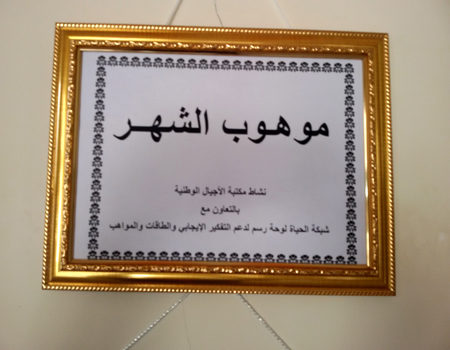 موهوب الشهر
نشاط مكتبة الأجيال الوطنية
بالتعاون مع
شبكة الحياة لوحة رسم لدعم التفكير الإيجابي والطاقات والمواهب